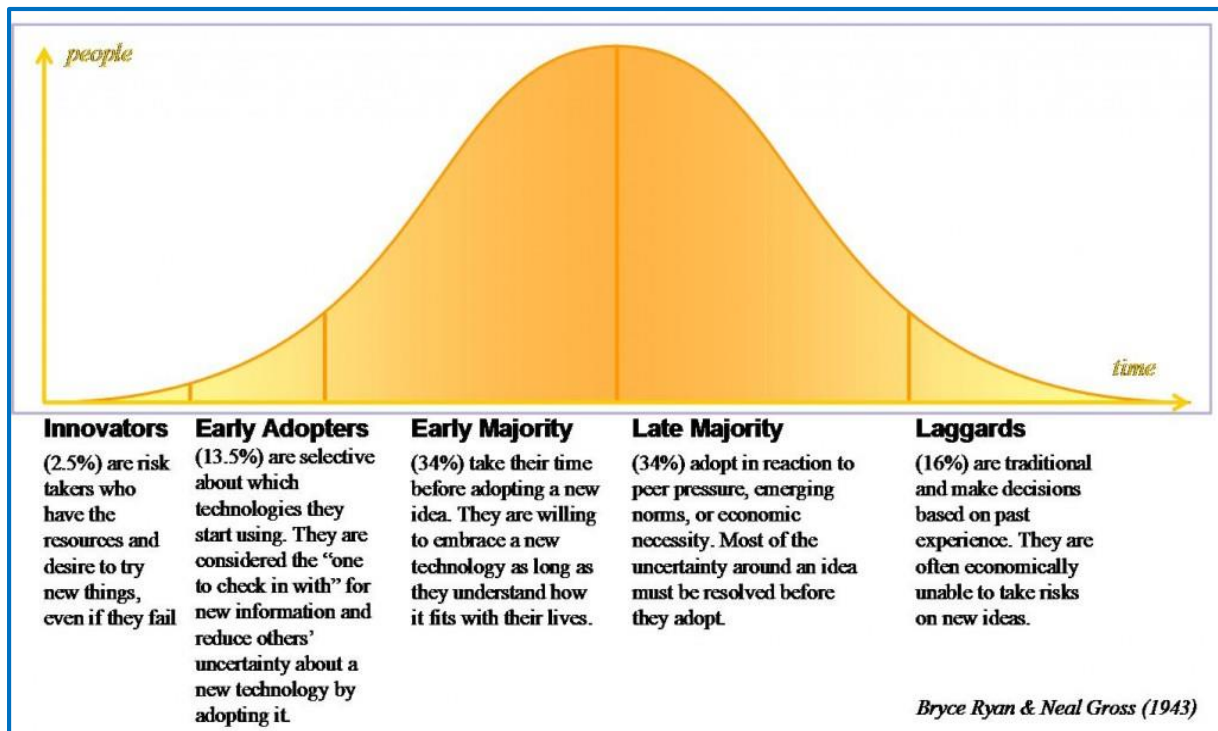 people
time
Innovators
(2.5%) are risk
takers who
have the
resources and
desire to try
new things,
even if they fail
Early Adopters
(13.5%) are selective
about which
technologies they
start using. They are
considered the “one
to check in with” for
new information and
reduce others’
uncertainty about a
new technology by
adopting it.
Early Majority
(34%) take their time
before adopting a new
idea. They are willing
to embrace a new
technology as long as
they understand how
it fits with their lives.
Late Majority
(34%) adopt in reaction to
peer pressure, emerging
norms, or economic
necessity. Most of the
uncertainty around an idea
must be resolved before
they adopt.
Laggards
(16%) are traditional
and make decisions
based on past
experience. They are
often economically
unable to take risks
on new ideas.
Bryce Ryan & Neal Gross (1943)